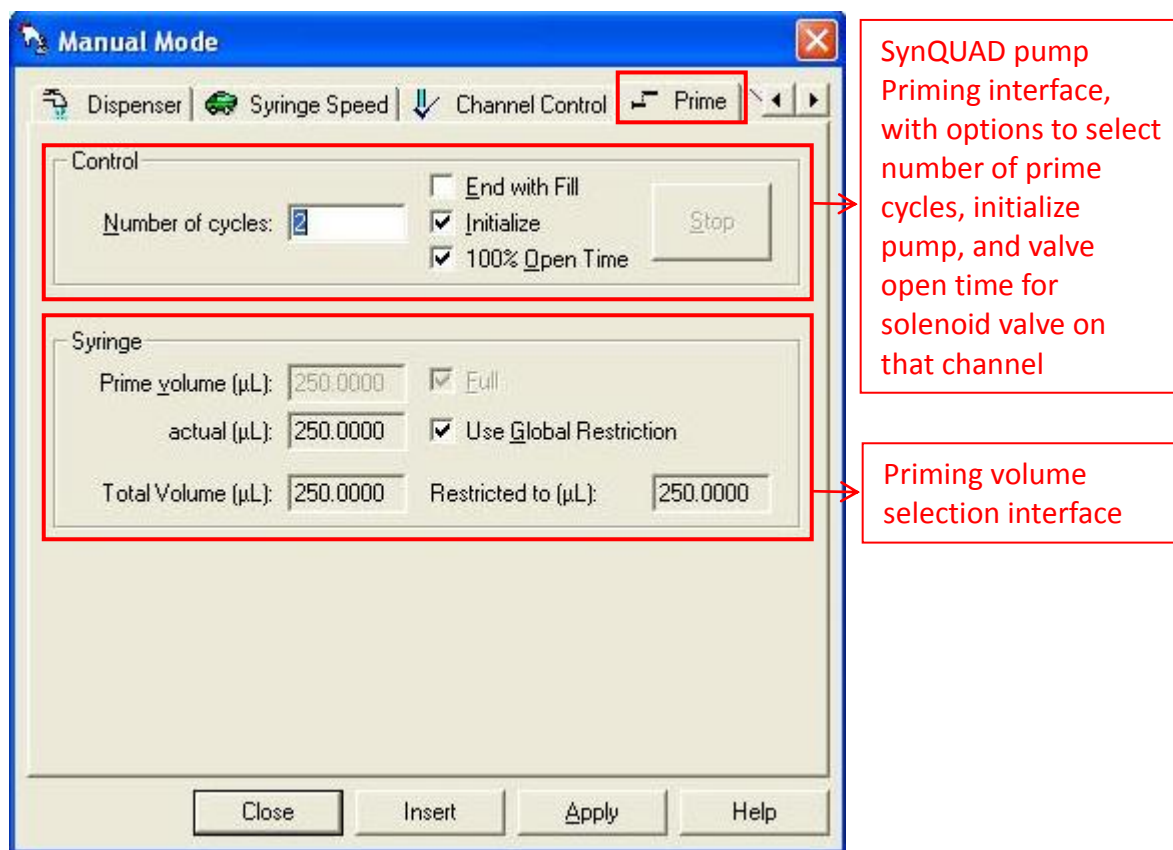 Manual Mode
Dispenser Syringe Speed Channel Control Prime
Control
Number of cycles: 2
End with Fill
Initialize
100% Open Time
Stop
Syringe
Prime volume (µL): 250.0000 Full
actual (µL): 250.0000 Use Global Restriction
Total Volume (µL): 250.0000 Restricted to (µL): 250.0000
Close Insert Apply Help
SynQUAD pump
Priming interface,
with options to select
number of prime
cycles, initialize
pump, and valve
open time for
solenoid valve on
that channel
Priming volume
selection interface